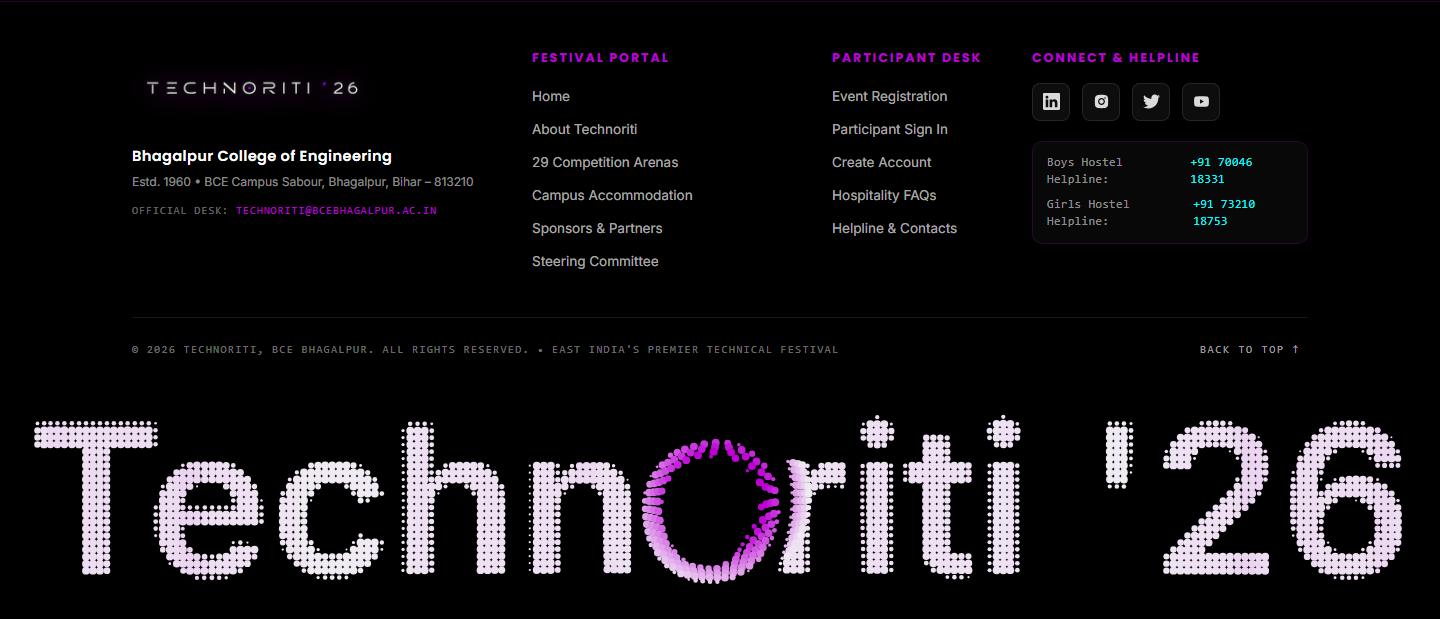 TECHNORITI '26
Bhagalpur College of Engineering
Estd. 1960 • BCE Campus Sabour, Bhagalpur, Bihar – 813210
OFFICIAL DESK: TECHNORITI@BCEBHAGALPUR.AC.IN
FESTIVAL PORTAL
Home
About Technoriti
29 Competition Arenas
Campus Accommodation
Sponsors & Partners
Steering Committee
PARTICIPANT DESK
Event Registration
Participant Sign In
Create Account
Hospitality FAQs
Helpline & Contacts
CONNECT & HELPLINE
in
Boys Hostel +91 70046
Helpline: 18331
Girls Hostel +91 73210
Helpline: 18753
© 2026 TECHNORITI, BCE BHAGALPUR. ALL RIGHTS RESERVED. • EAST INDIA'S PREMIER TECHNICAL FESTIVAL
BACK TO TOP ↑
Technoriti '26